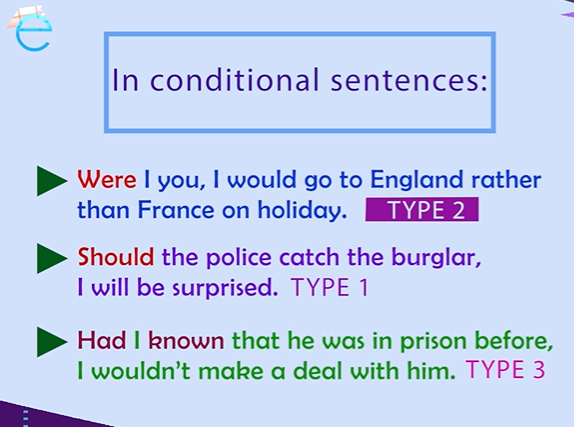 In conditional sentences:
Were I you, I would go to England rather
than France on holiday. TYPE 2
Should the police catch the burglar,
I will be surprised. TYPE 1
Had I known that he was in prison before,
I wouldn't make a deal with him. TYPE 3